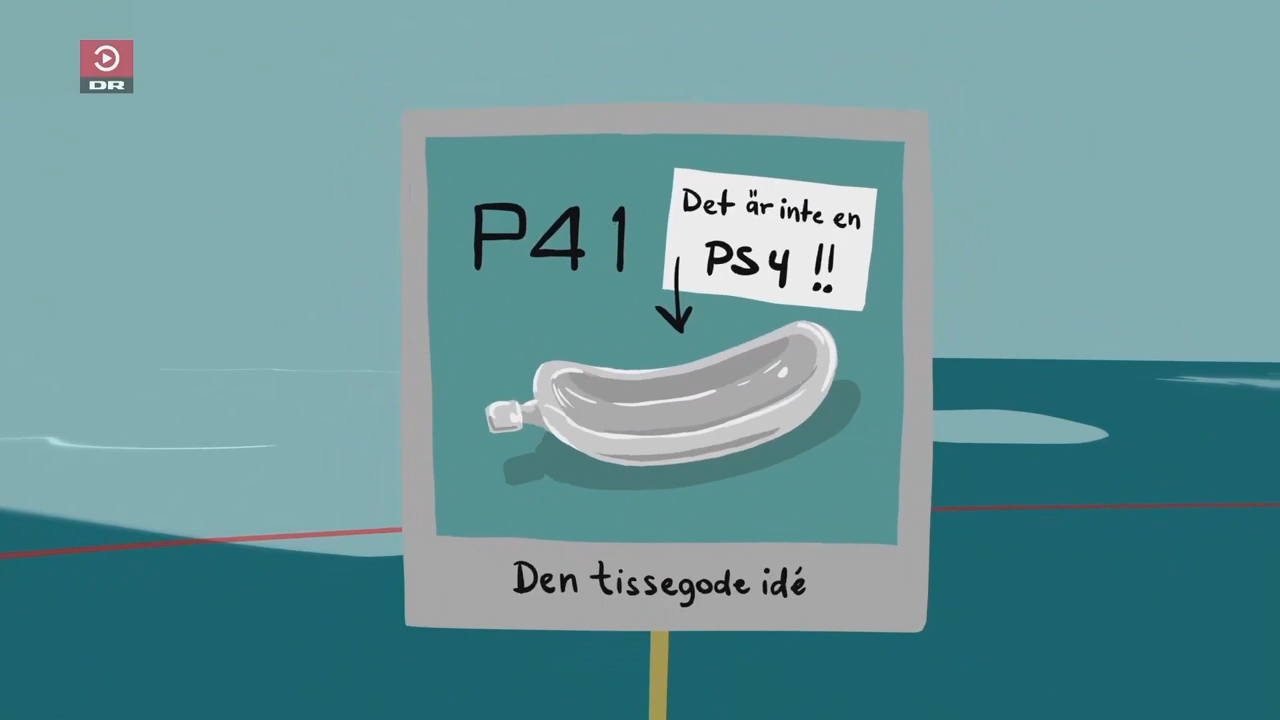 DR
P41
Det är inte en
PS4 !!
Den tissegode idé